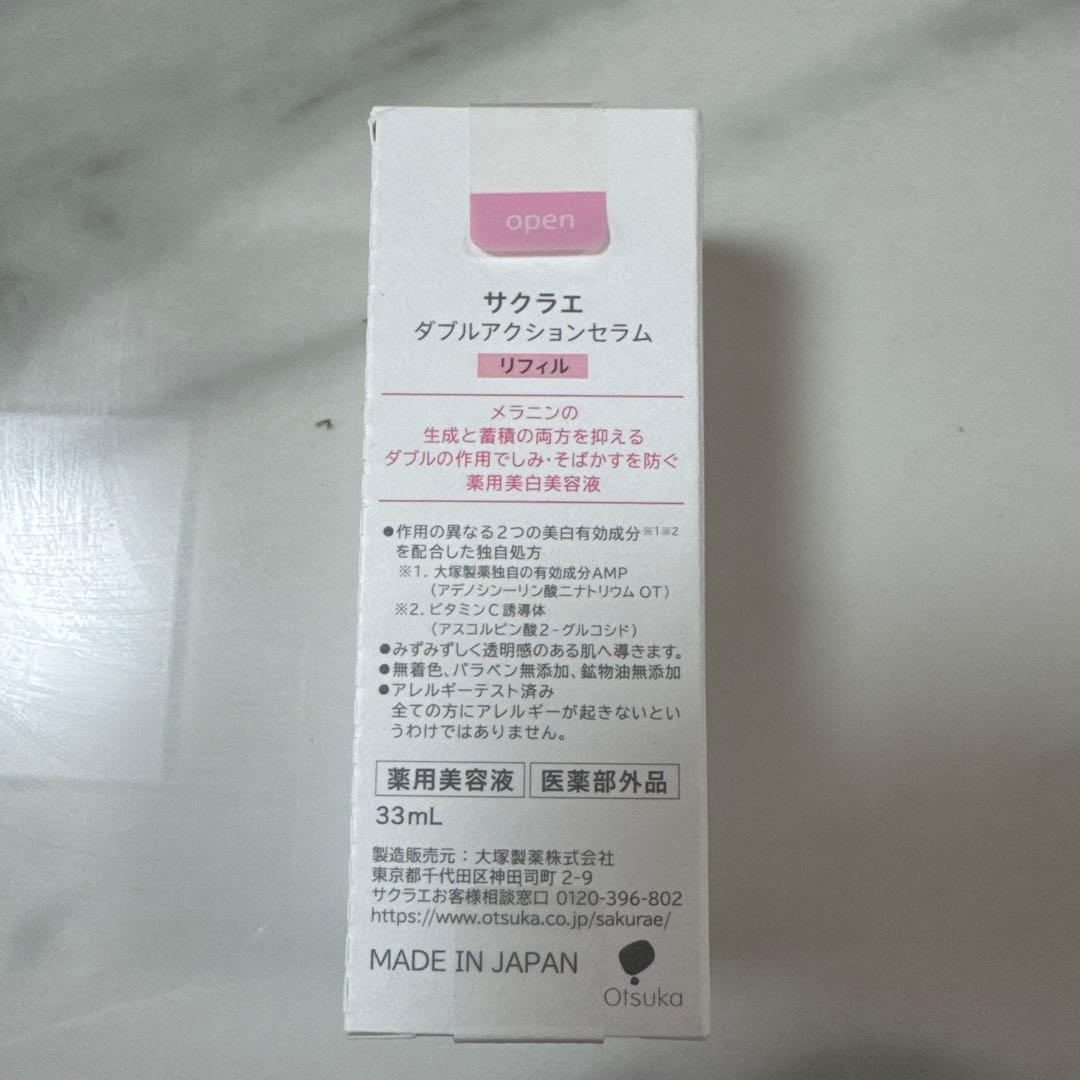 open
サクラエ
ダブルアクションセラム
リフィル
メラニンの
生成と蓄積の両方を抑える
ダブルの作用でしみ・そばかすを防ぐ
薬用美白美容液
●作用の異なる2つの美白有効成分※1※2
を配合した独自処方
※1. 大塚製薬独自の有効成分AMP
（アデノシン一リン酸二ナトリウム OT）
※2. ビタミンC誘導体
（アスコルビン酸2-グルコシド）
●みずみずしく透明感のある肌へ導きます。
●無着色、パラベン無添加、鉱物油無添加
●アレルギーテスト済み
全ての方にアレルギーが起きないとい
うわけではありません。
薬用美容液 医薬部外品
33mL
製造販売元：大塚製薬株式会社
東京都千代田区神田司町 2-9
サクラエお客様相談窓口 0120-396-802
https://www.otsuka.co.jp/sakurae/
MADE IN JAPAN
Otsuka